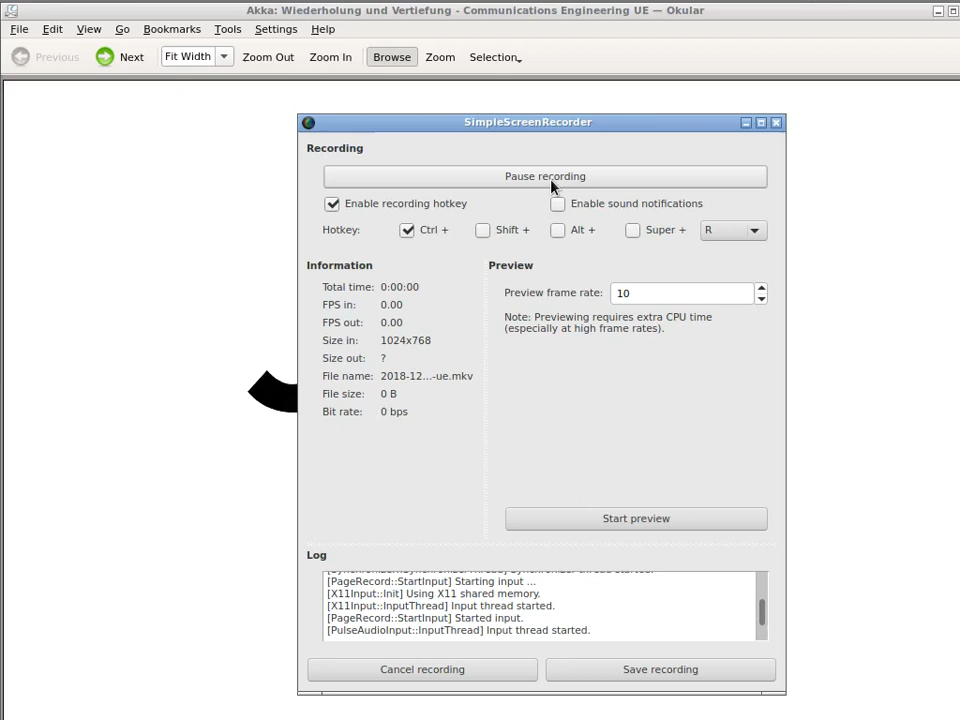 Akka: Wiederholung und Vertiefung - Communications Engineering UE — Okular
File Edit View Go Bookmarks Tools Settings Help
Previous Next Fit Width Zoom Out Zoom In Browse Zoom Selection
SimpleScreenRecorder
Recording
Pause recording
Enable recording hotkey Enable sound notifications
Hotkey: Ctrl + Shift + Alt + Super + R
Information
Total time: 0:00:00
FPS in: 0.00
FPS out: 0.00
Size in: 1024x768
Size out: ?
File name: 2018-12...-ue.mkv
File size: 0 B
Bit rate: 0 bps
Preview
Preview frame rate: 10
Note: Previewing requires extra CPU time
(especially at high frame rates).
Start preview
Log
[PageRecord::StartInput] Starting input ...
[X11Input::Init] Using X11 shared memory.
[X11Input::InputThread] Input thread started.
[PageRecord::StartInput] Started input.
[PulseAudioInput::InputThread] Input thread started.
Cancel recording Save recording